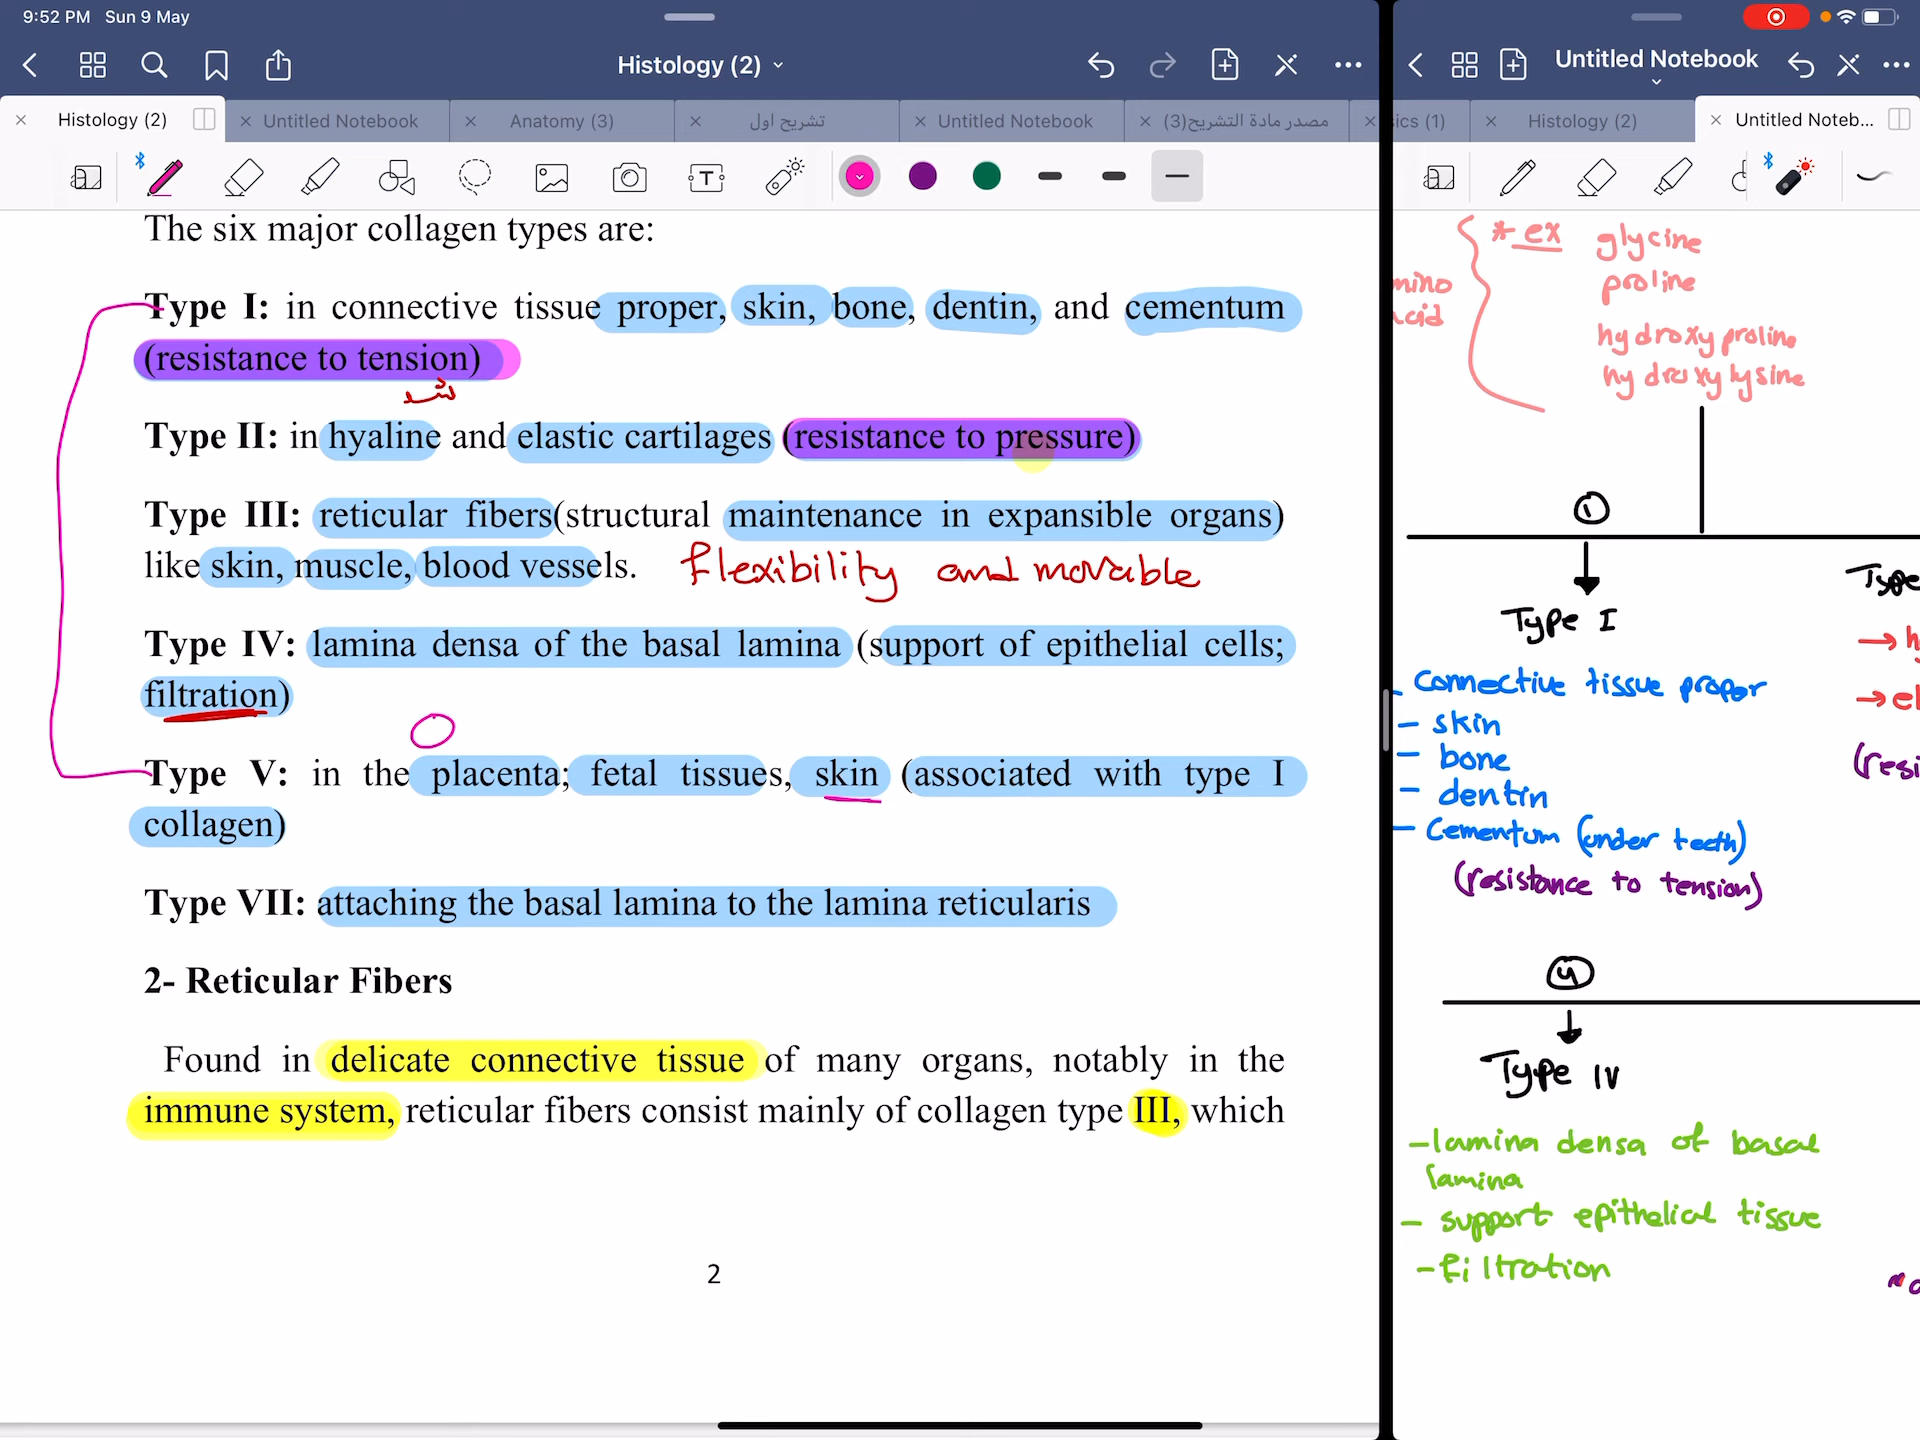 9:52 PM Sun 9 May
Histology (2)
Untitled Notebook
Histology (2)
Untitled Notebook
Anatomy (3)
تشريح اول
Untitled Notebook
مصدر مادة التشريح(3)
ics (1)
Histology (2)
Untitled Noteb...
The six major collagen types are:
Type I: in connective tissue proper, skin, bone, dentin, and cementum
(resistance to tension)
شد
Type II: in hyaline and elastic cartilages (resistance to pressure)
Type III: reticular fibers(structural maintenance in expansible organs)
like skin, muscle, blood vessels. flexibility and movable
Type IV: lamina densa of the basal lamina (support of epithelial cells;
filtration)
Type V: in the placenta; fetal tissues, skin (associated with type I
collagen)
Type VII: attaching the basal lamina to the lamina reticularis
2- Reticular Fibers
Found in delicate connective tissue of many organs, notably in the
immune system, reticular fibers consist mainly of collagen type III, which
2
* ex glycine
proline
hydroxyproline
hydroxylysine
mino
acid
1
Type I
Connective tissue proper
- skin
- bone
- dentin
- Cementum (under teeth)
(resistance to tension)
Type
→ h
→ el
(resi
4
Type IV
- lamina densa of basal
lamina
- support epithelial tissue
- filtration